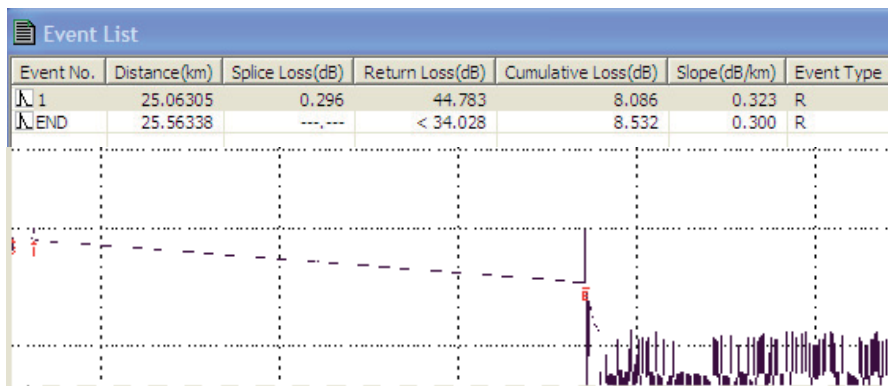 Event List
Event No. Distance(km) Splice Loss(dB) Return Loss(dB) Cumulative Loss(dB) Slope(dB/km) Event Type
1 25.06305 0.296 44.783 8.086 0.323 R
END 25.56338 ---.--- < 34.028 8.532 0.300 R